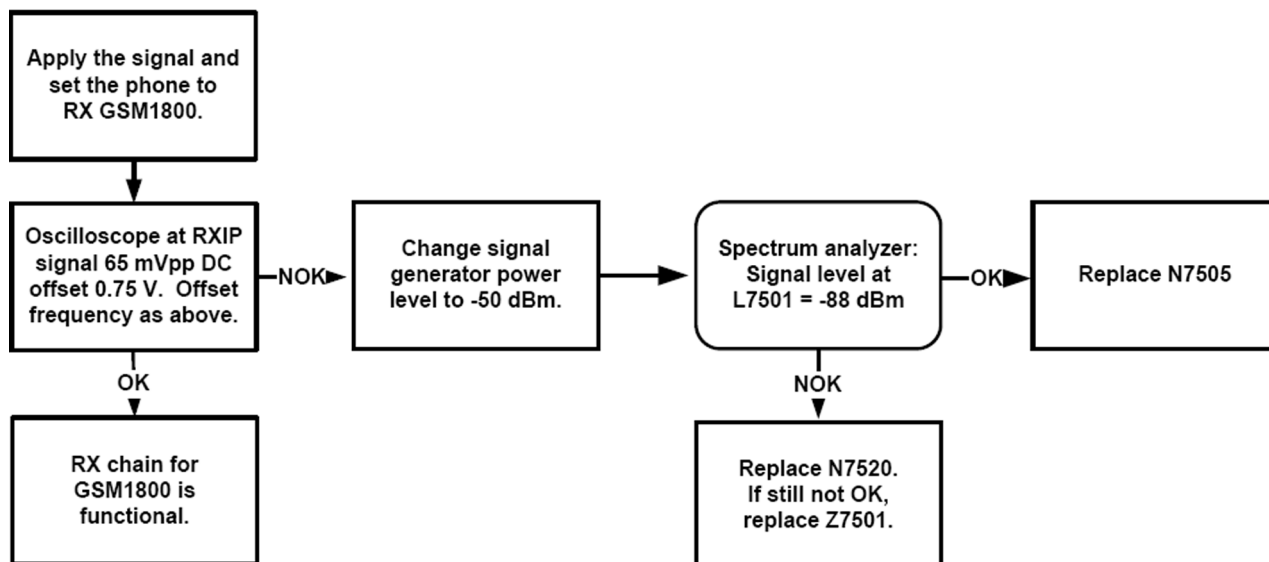 Apply the signal and
set the phone to
RX GSM1800.
Oscilloscope at RXIP
signal 65 mVpp DC
offset 0.75 V. Offset
frequency as above.
NOK
Change signal
generator power
level to -50 dBm.
Spectrum analyzer:
Signal level at
L7501 = -88 dBm
OK
Replace N7505
OK
RX chain for
GSM1800 is
functional.
NOK
Replace N7520.
If still not OK,
replace Z7501.